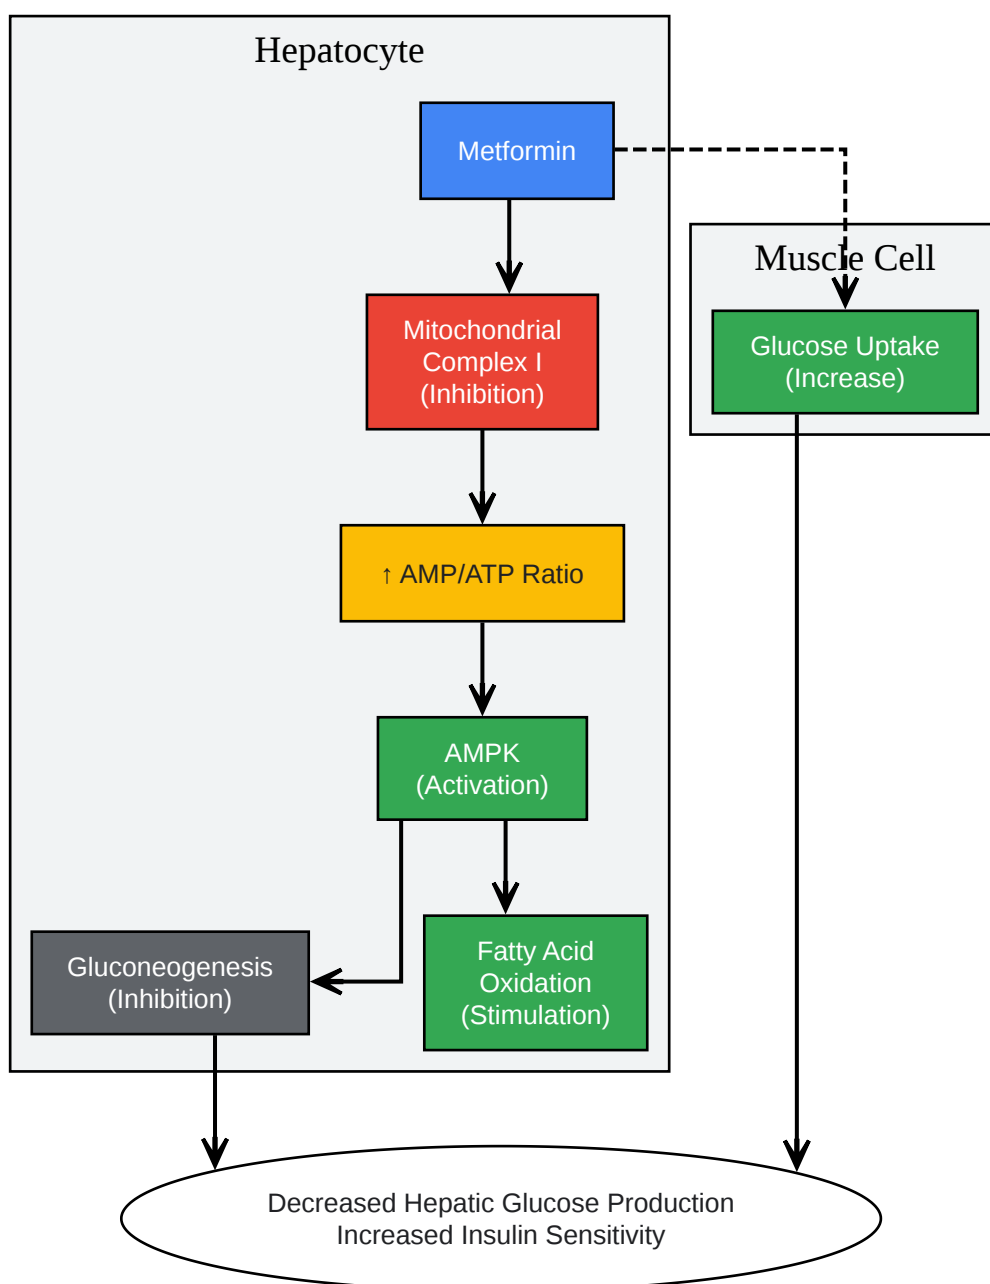 Hepatocyte
Metformin
Muscle Cell
Mitochondrial
Complex I
(Inhibition)
Glucose Uptake
(Increase)
↑ AMP/ATP Ratio
AMPK
(Activation)
Gluconeogenesis
(Inhibition)
Fatty Acid
Oxidation
(Stimulation)
Decreased Hepatic Glucose Production
Increased Insulin Sensitivity